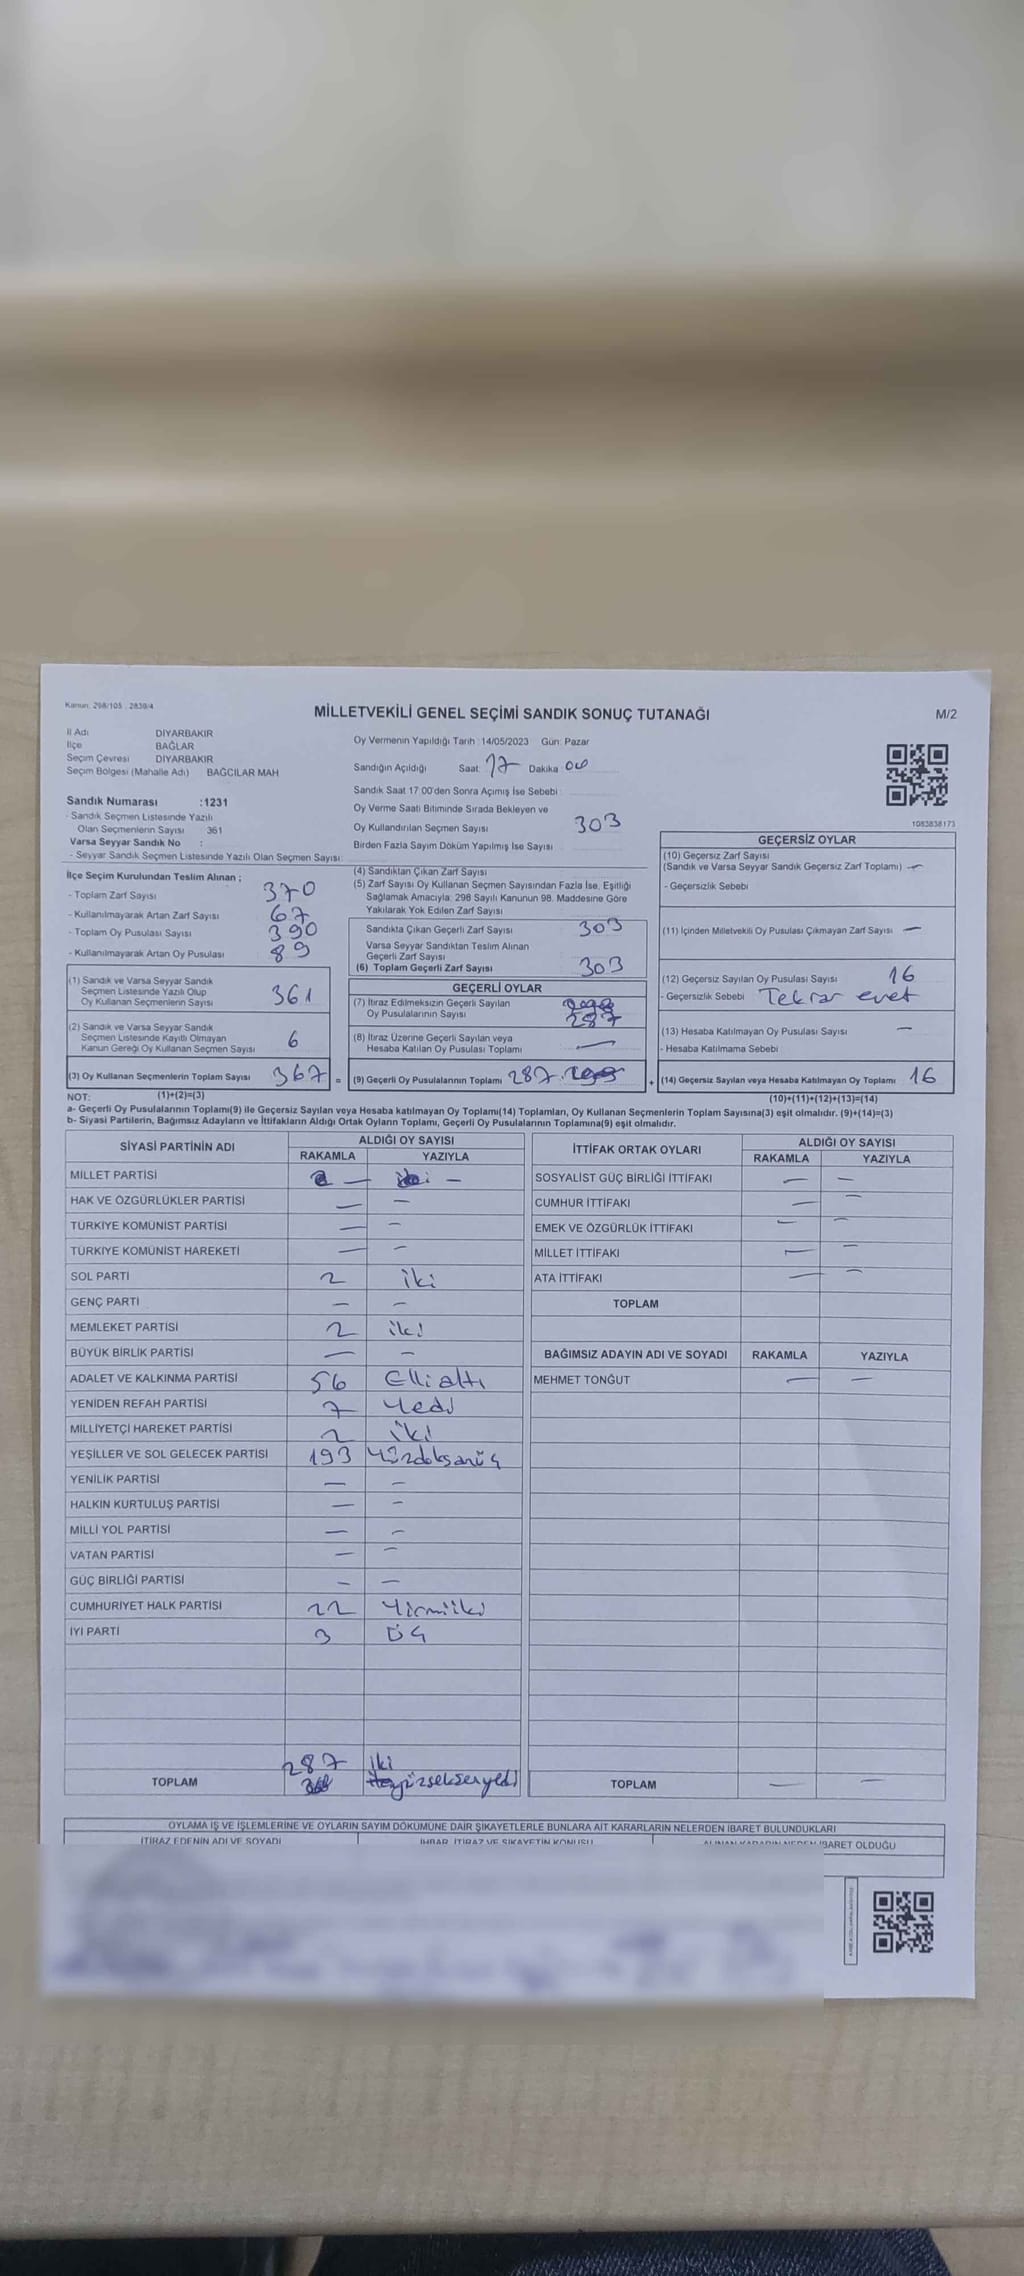 Kanun: 298/105 , 2839/4
MİLLETVEKİLİ GENEL SEÇİMİ SANDIK SONUÇ TUTANAĞI
M/2
İl Adı DİYARBAKIR
İlçe BAĞLAR
Seçim Çevresi DİYARBAKIR
Seçim Bölgesi (Mahalle Adı) BAĞCILAR MAH
Sandık Numarası :1231
- Sandık Seçmen Listesinde Yazılı
Olan Seçmenlerin Sayısı 361
Varsa Seyyar Sandık No :
- Seyyar Sandık Seçmen Listesinde Yazılı Olan Seçmen Sayısı:
Oy Vermenin Yapıldığı Tarih :14/05/2023 Gün: Pazar
Sandığın Açıldığı Saat: 17 Dakika 00
Sandık Saat 17:00'den Sonra Açımış İse Sebebi :
Oy Verme Saati Bitiminde Sırada Bekleyen ve
Oy Kullandırılan Seçmen Sayısı 303
Birden Fazla Sayım Döküm Yapılmış İse Sayısı
1083838173
İlçe Seçim Kurulundan Teslim Alınan ;
- Toplam Zarf Sayısı 370
- Kullanılmayarak Artan Zarf Sayısı 67
- Toplam Oy Pusulası Sayısı 390
- Kullanılmayarak Artan Oy Pusulası 89
(1) Sandık ve Varsa Seyyar Sandık
Seçmen Listesinde Yazılı Olup
Oy Kullanan Seçmenlerin Sayısı 361
(2) Sandık ve Varsa Seyyar Sandık
Seçmen Listesinde Kayıtlı Olmayan
Kanun Gereği Oy Kullanan Seçmen Sayısı 6
(3) Oy Kullanan Seçmenlerin Toplam Sayısı 367 =
(4) Sandıktan Çıkan Zarf Sayısı
(5) Zarf Sayısı Oy Kullanan Seçmen Sayısından Fazla İse, Eşitliği
Sağlamak Amacıyla; 298 Sayılı Kanunun 98. Maddesine Göre
Yakılarak Yok Edilen Zarf Sayısı
Sandıkta Çıkan Geçerli Zarf Sayısı 303
Varsa Seyyar Sandıktan Teslim Alınan
Geçerli Zarf Sayısı
(6) Toplam Geçerli Zarf Sayısı 303
GEÇERLİ OYLAR
(7) İtiraz Edilmeksizin Geçerli Sayılan
Oy Pusulalarının Sayısı 287
(8) İtiraz Üzerine Geçerli Sayılan veya
Hesaba Katılan Oy Pusulası Toplamı —
(9) Geçerli Oy Pusulalarının Toplamı 287 +
GEÇERSİZ OYLAR
(10) Geçersiz Zarf Sayısı
(Sandık ve Varsa Seyyar Sandık Geçersiz Zarf Toplamı) —
- Geçersizlik Sebebi
(11) İçinden Milletvekili Oy Pusulası Çıkmayan Zarf Sayısı —
(12) Geçersiz Sayılan Oy Pusulası Sayısı 16
- Geçersizlik Sebebi Tekrar evet
(13) Hesaba Katılmayan Oy Pusulası Sayısı —
- Hesaba Katılmama Sebebi
(14) Geçersiz Sayılan veya Hesaba Katılmayan Oy Toplamı 16
NOT: (1)+(2)=(3) (10)+(11)+(12)+(13)=(14)
a- Geçerli Oy Pusulalarının Toplamı(9) ile Geçersiz Sayılan veya Hesaba katılmayan Oy Toplamı(14) Toplamları, Oy Kullanan Seçmenlerin Toplam Sayısına(3) eşit olmalıdır. (9)+(14)=(3)
b- Siyasi Partilerin, Bağımsız Adayların ve İttifakların Aldığı Ortak Oyların Toplamı, Geçerli Oy Pusulalarının Toplamına(9) eşit olmalıdır.
SİYASİ PARTİNİN ADI ALDIĞI OY SAYISI
RAKAMLA YAZIYLA
MİLLET PARTİSİ — —
HAK VE ÖZGÜRLÜKLER PARTİSİ — —
TÜRKİYE KOMÜNİST PARTİSİ — —
TÜRKİYE KOMÜNİST HAREKETİ — —
SOL PARTİ 2 iki
GENÇ PARTİ — —
MEMLEKET PARTİSİ 2 iki
BÜYÜK BİRLİK PARTİSİ — —
ADALET VE KALKINMA PARTİSİ 56 Elli altı
YENİDEN REFAH PARTİSİ 7 Yedi
MİLLİYETÇİ HAREKET PARTİSİ 2 iki
YEŞİLLER VE SOL GELECEK PARTİSİ 193 Yüzdoksanüç
YENİLİK PARTİSİ — —
HALKIN KURTULUŞ PARTİSİ — —
MİLLİ YOL PARTİSİ — —
VATAN PARTİSİ — —
GÜÇ BİRLİĞİ PARTİSİ — —
CUMHURİYET HALK PARTİSİ 22 Yirmiiki
İYİ PARTİ 3 Üç
TOPLAM 287 iki yüzseksenyedi
İTTİFAK ORTAK OYLARI ALDIĞI OY SAYISI
RAKAMLA YAZIYLA
SOSYALİST GÜÇ BİRLİĞİ İTTİFAKI — —
CUMHUR İTTİFAKI — —
EMEK VE ÖZGÜRLÜK İTTİFAKI — —
MİLLET İTTİFAKI — —
ATA İTTİFAKI — —
TOPLAM
BAĞIMSIZ ADAYIN ADI VE SOYADI RAKAMLA YAZIYLA
MEHMET TONĞUT — —
TOPLAM — —
OYLAMA İŞ VE İŞLEMLERİNE VE OYLARIN SAYIM DÖKÜMÜNE DAİR ŞİKAYETLERLE BUNLARA AİT KARARLARIN NELERDEN İBARET BULUNDUKLARI
İTİRAZ EDENİN ADI VE SOYADI İHBAR, İTİRAZ VE ŞİKAYETİN KONUSU ALINAN KARARIN NEDEN İBARET OLDUĞU